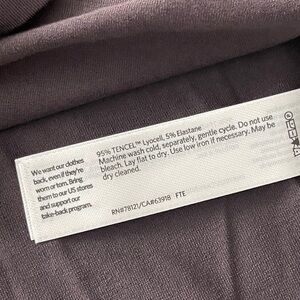 We want our clothes
back, even if they're
worn or torn. Bring
them to our US stores
and support our
take-back program.
95% TENCEL™ Lyocell, 5% Elastane
Machine wash cold, separately, gentle cycle. Do not use
bleach. Lay flat to dry. Use low iron if necessary. May be
dry cleaned.
RN#78121/CA#63918 FTE